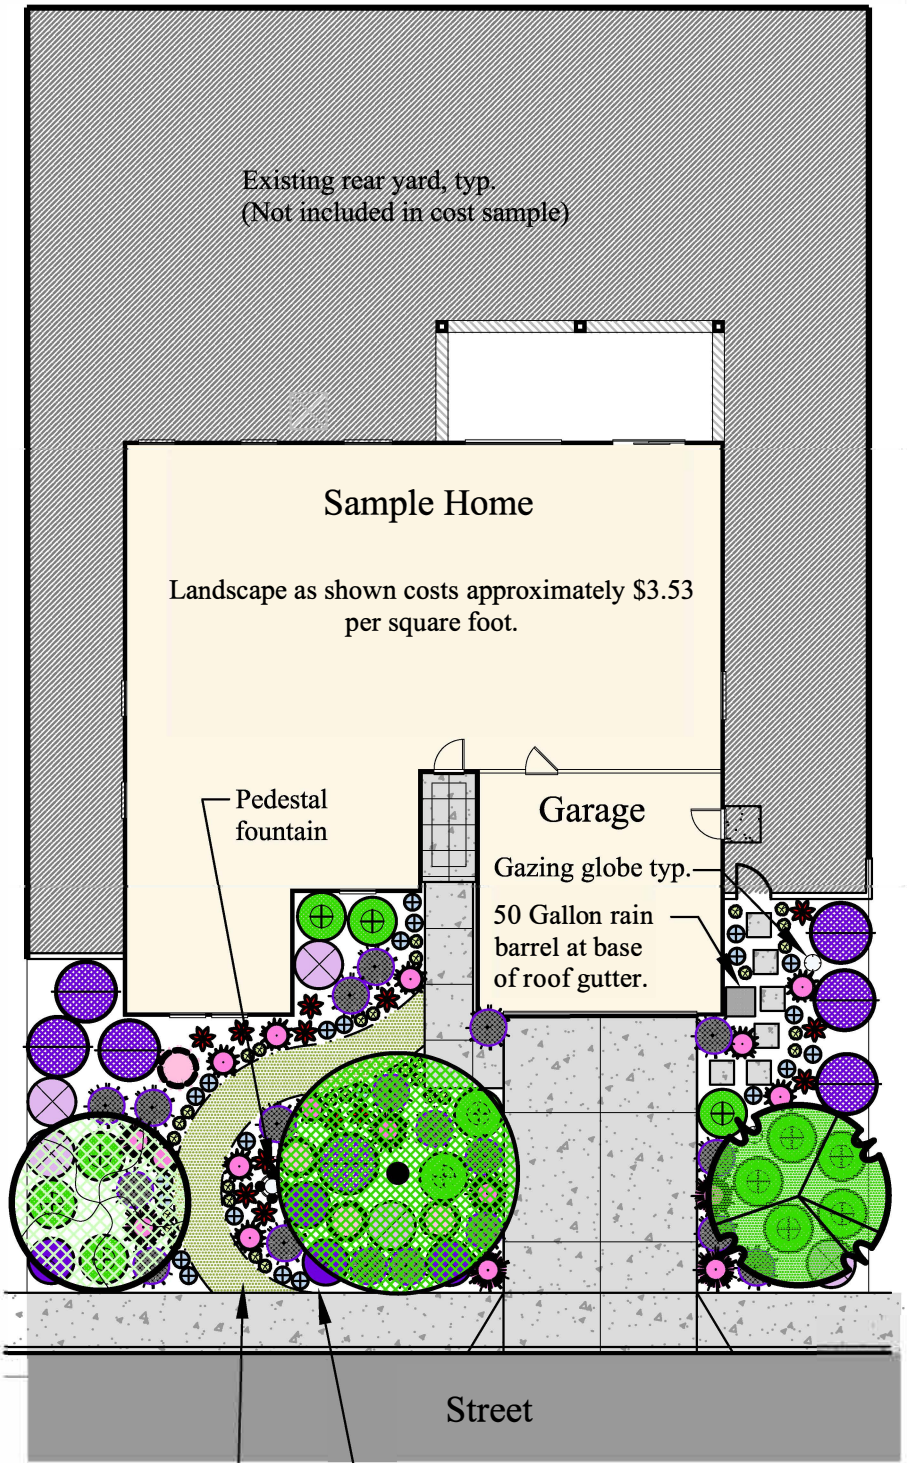 Existing rear yard, typ.
(Not included in cost sample)
Sample Home
Landscape as shown costs approximately $3.53
per square foot.
Pedestal
fountain
Garage
Gazing globe typ.
50 Gallon rain
barrel at base
of roof gutter.
Street